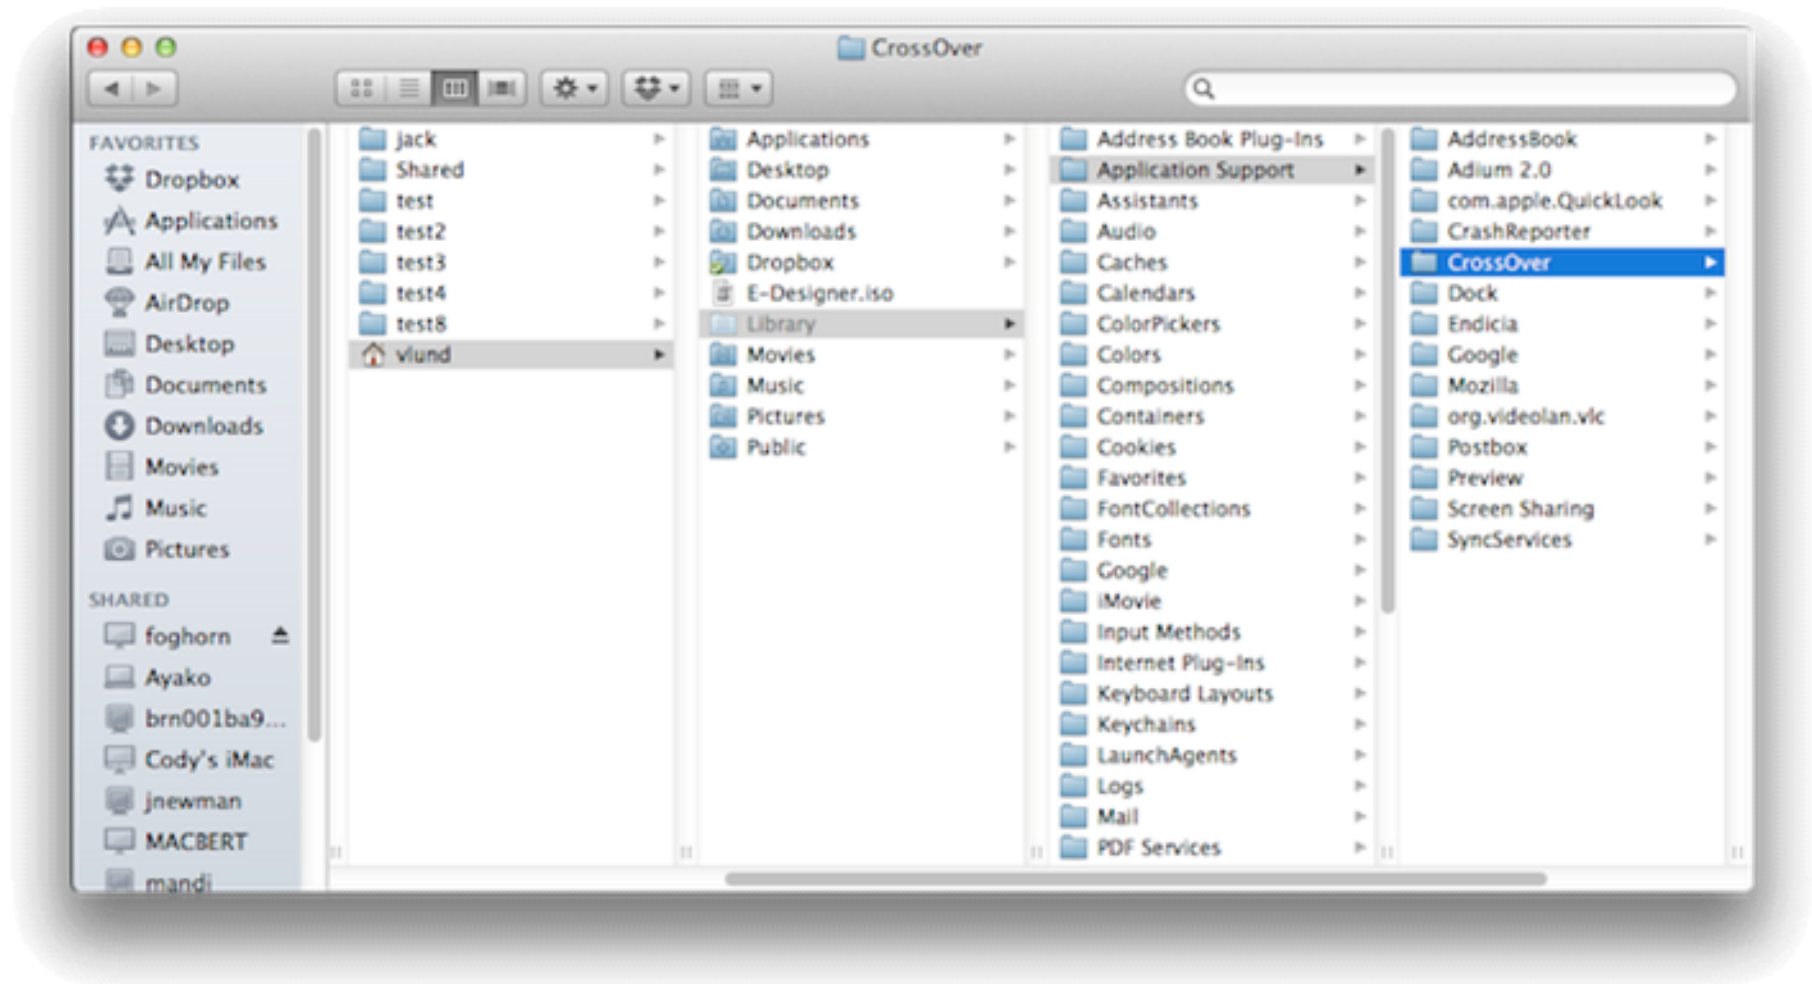 CrossOver
FAVORITES
Dropbox
Applications
All My Files
AirDrop
Desktop
Documents
Downloads
Movies
Music
Pictures
SHARED
foghorn
Ayako
brn001ba9...
Cody's iMac
jnewman
MACBERT
mandi
jack
Shared
test
test2
test3
test4
test8
vlund
Applications
Desktop
Documents
Downloads
Dropbox
E-Designer.iso
Library
Movies
Music
Pictures
Public
Address Book Plug-Ins
Application Support
Assistants
Audio
Caches
Calendars
ColorPickers
Colors
Compositions
Containers
Cookies
Favorites
FontCollections
Fonts
Google
iMovie
Input Methods
Internet Plug-Ins
Keyboard Layouts
Keychains
LaunchAgents
Logs
Mail
PDF Services
AddressBook
Adium 2.0
com.apple.QuickLook
CrashReporter
CrossOver
Dock
Endicia
Google
Mozilla
org.videolan.vlc
Postbox
Preview
Screen Sharing
SyncServices